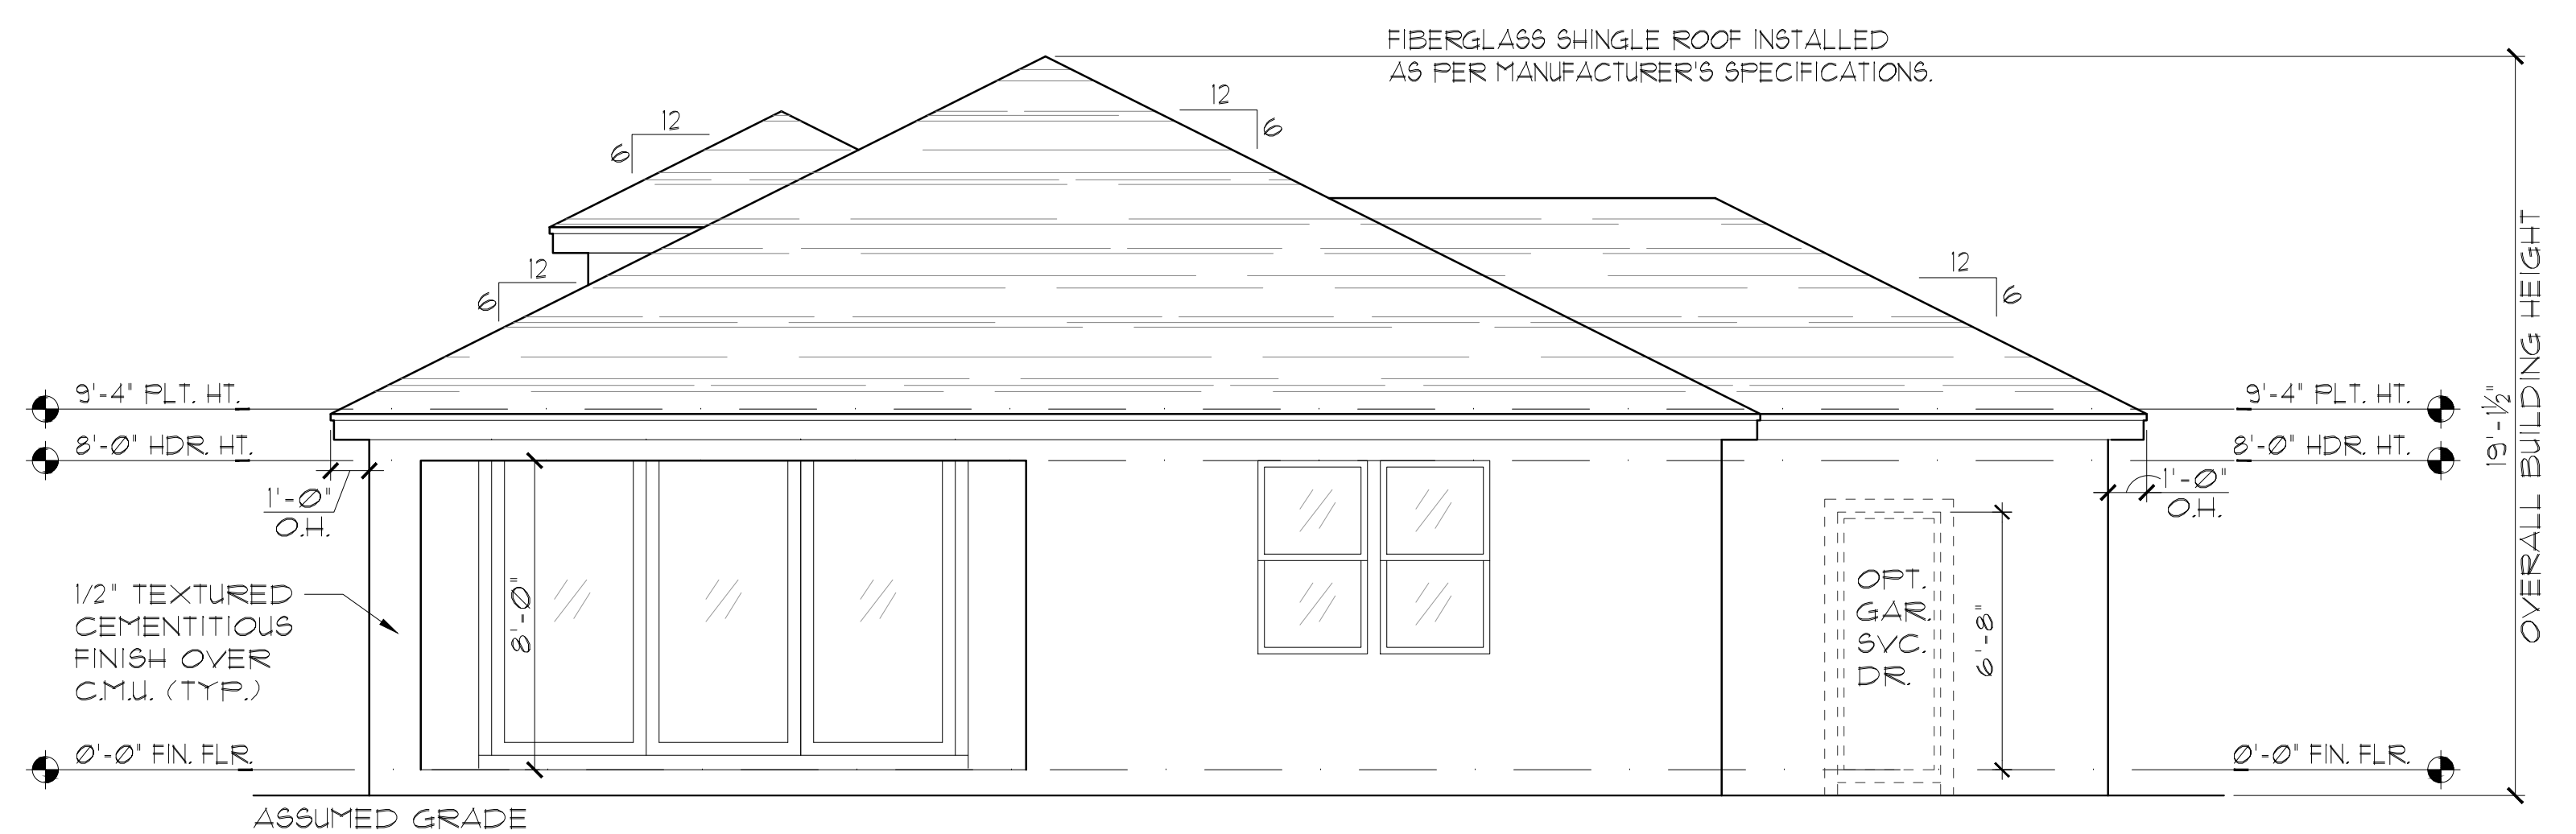 FIBERGLASS SHINGLE ROOF INSTALLED
AS PER MANUFACTURER'S SPECIFICATIONS.
12
6
12
6
12
6
12
6
9'-4" PLT. HT.
8'-0" HDR. HT.
1'-0"
O.H.
1/2" TEXTURED
CEMENTITIOUS
FINISH OVER
C.M.U. (TYP.)
0'-0" FIN. FLR.
ASSUMED GRADE
8'-0"
OPT.
GAR.
SVC.
DR.
6'-8"
9'-4" PLT. HT.
8'-0" HDR. HT.
1'-0"
O.H.
0'-0" FIN. FLR.
19'-1½"
OVERALL BUILDING HEIGHT